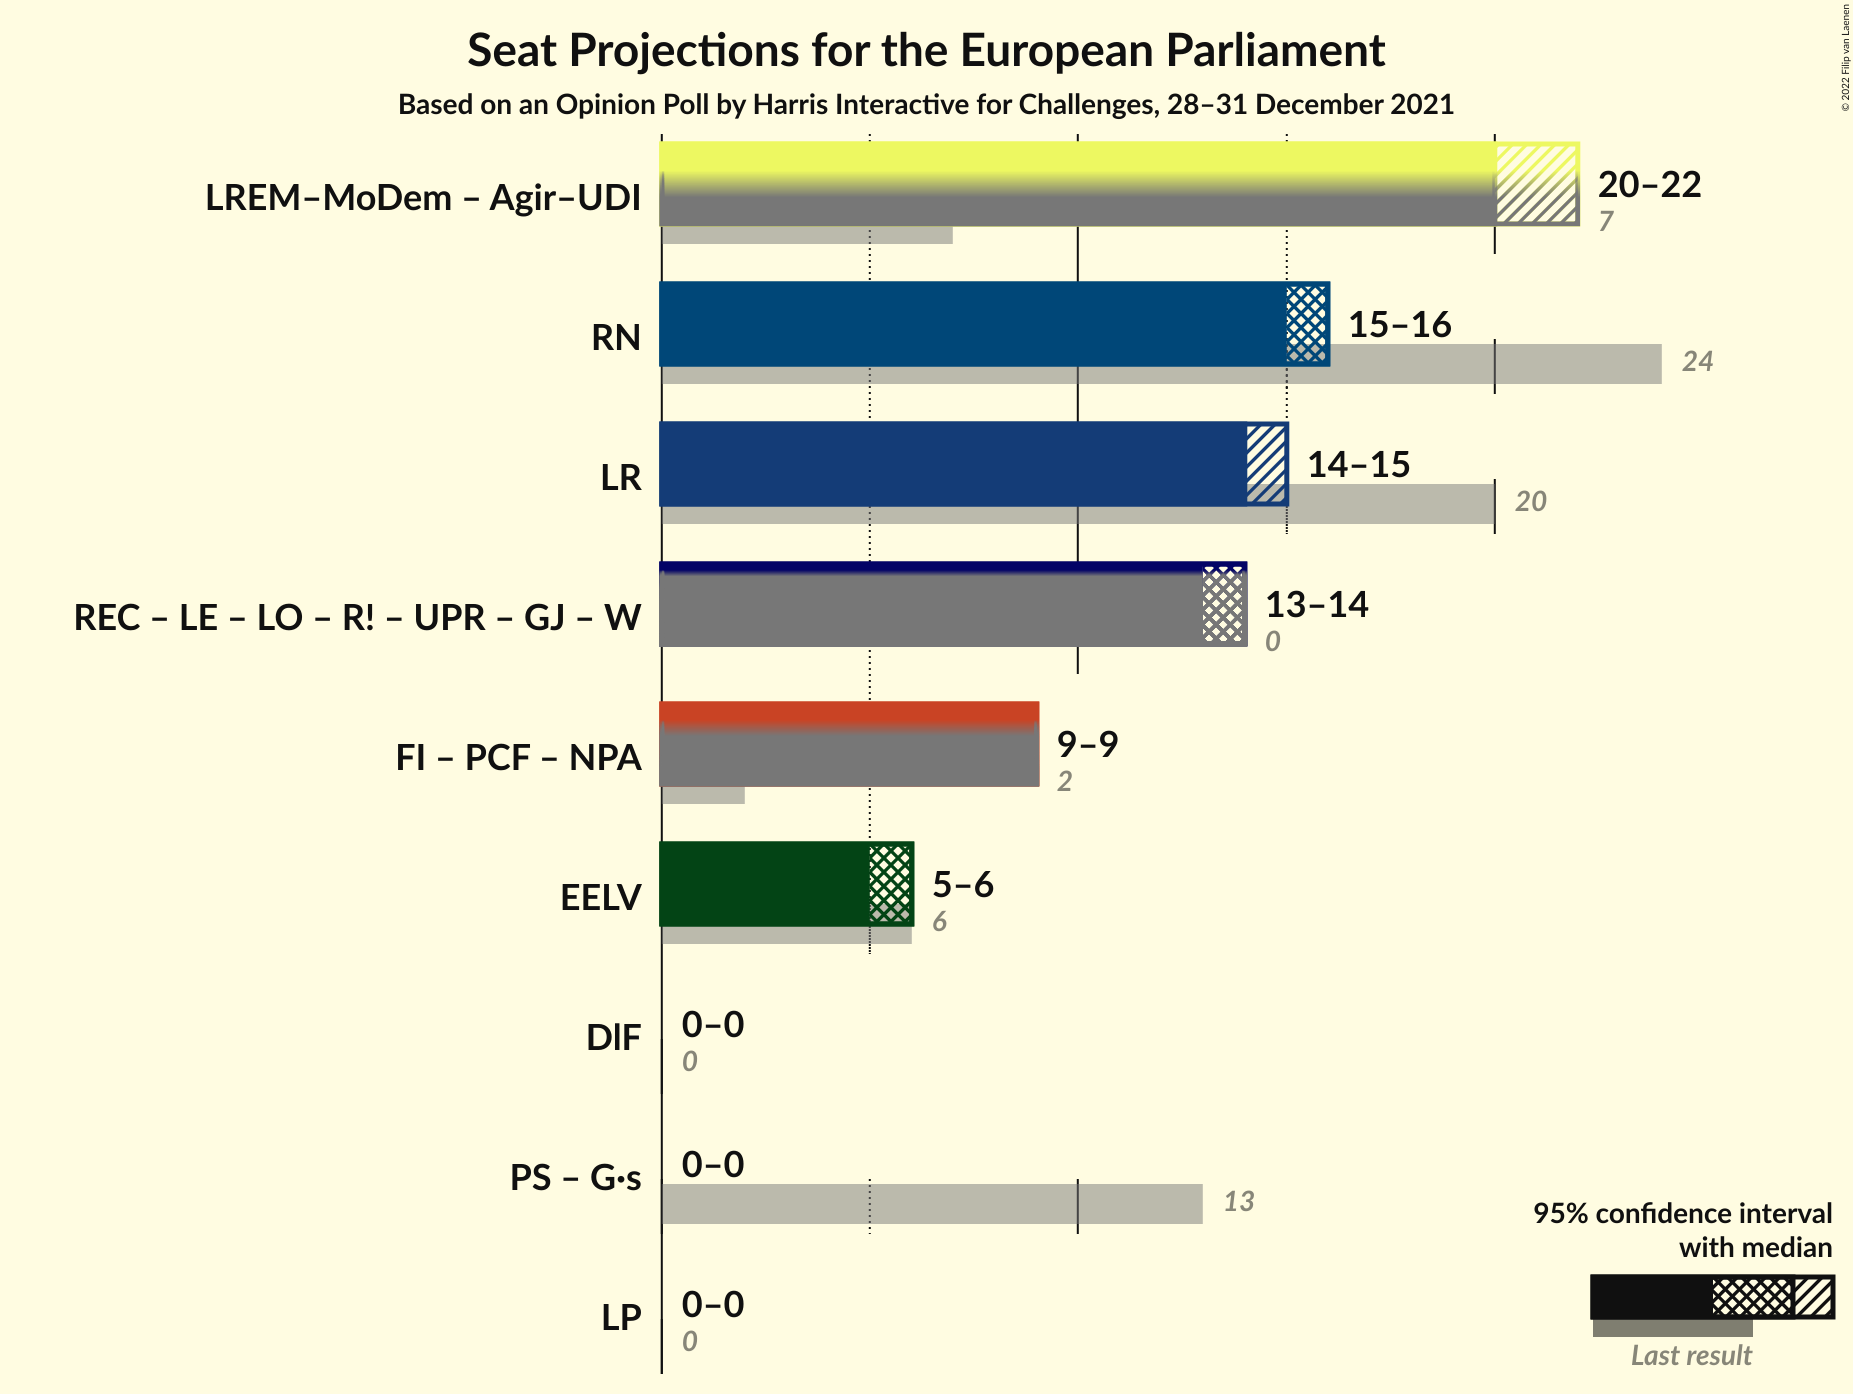 Seat Projections for the European Parliament
Based on an Opinion Poll by Harris Interactive for Challenges, 28–31 December 2021
© 2022 Filip van Laenen
LREM–MoDem – Agir–UDI
20–22
7
RN
15–16
24
LR
14–15
20
REC – LE – LO – R! – UPR – GJ – W
13–14
0
FI – PCF – NPA
9–9
2
EELV
5–6
6
DlF
0–0
0
PS – G·s
0–0
13
LP
0–0
0
95% confidence interval
with median
Last result